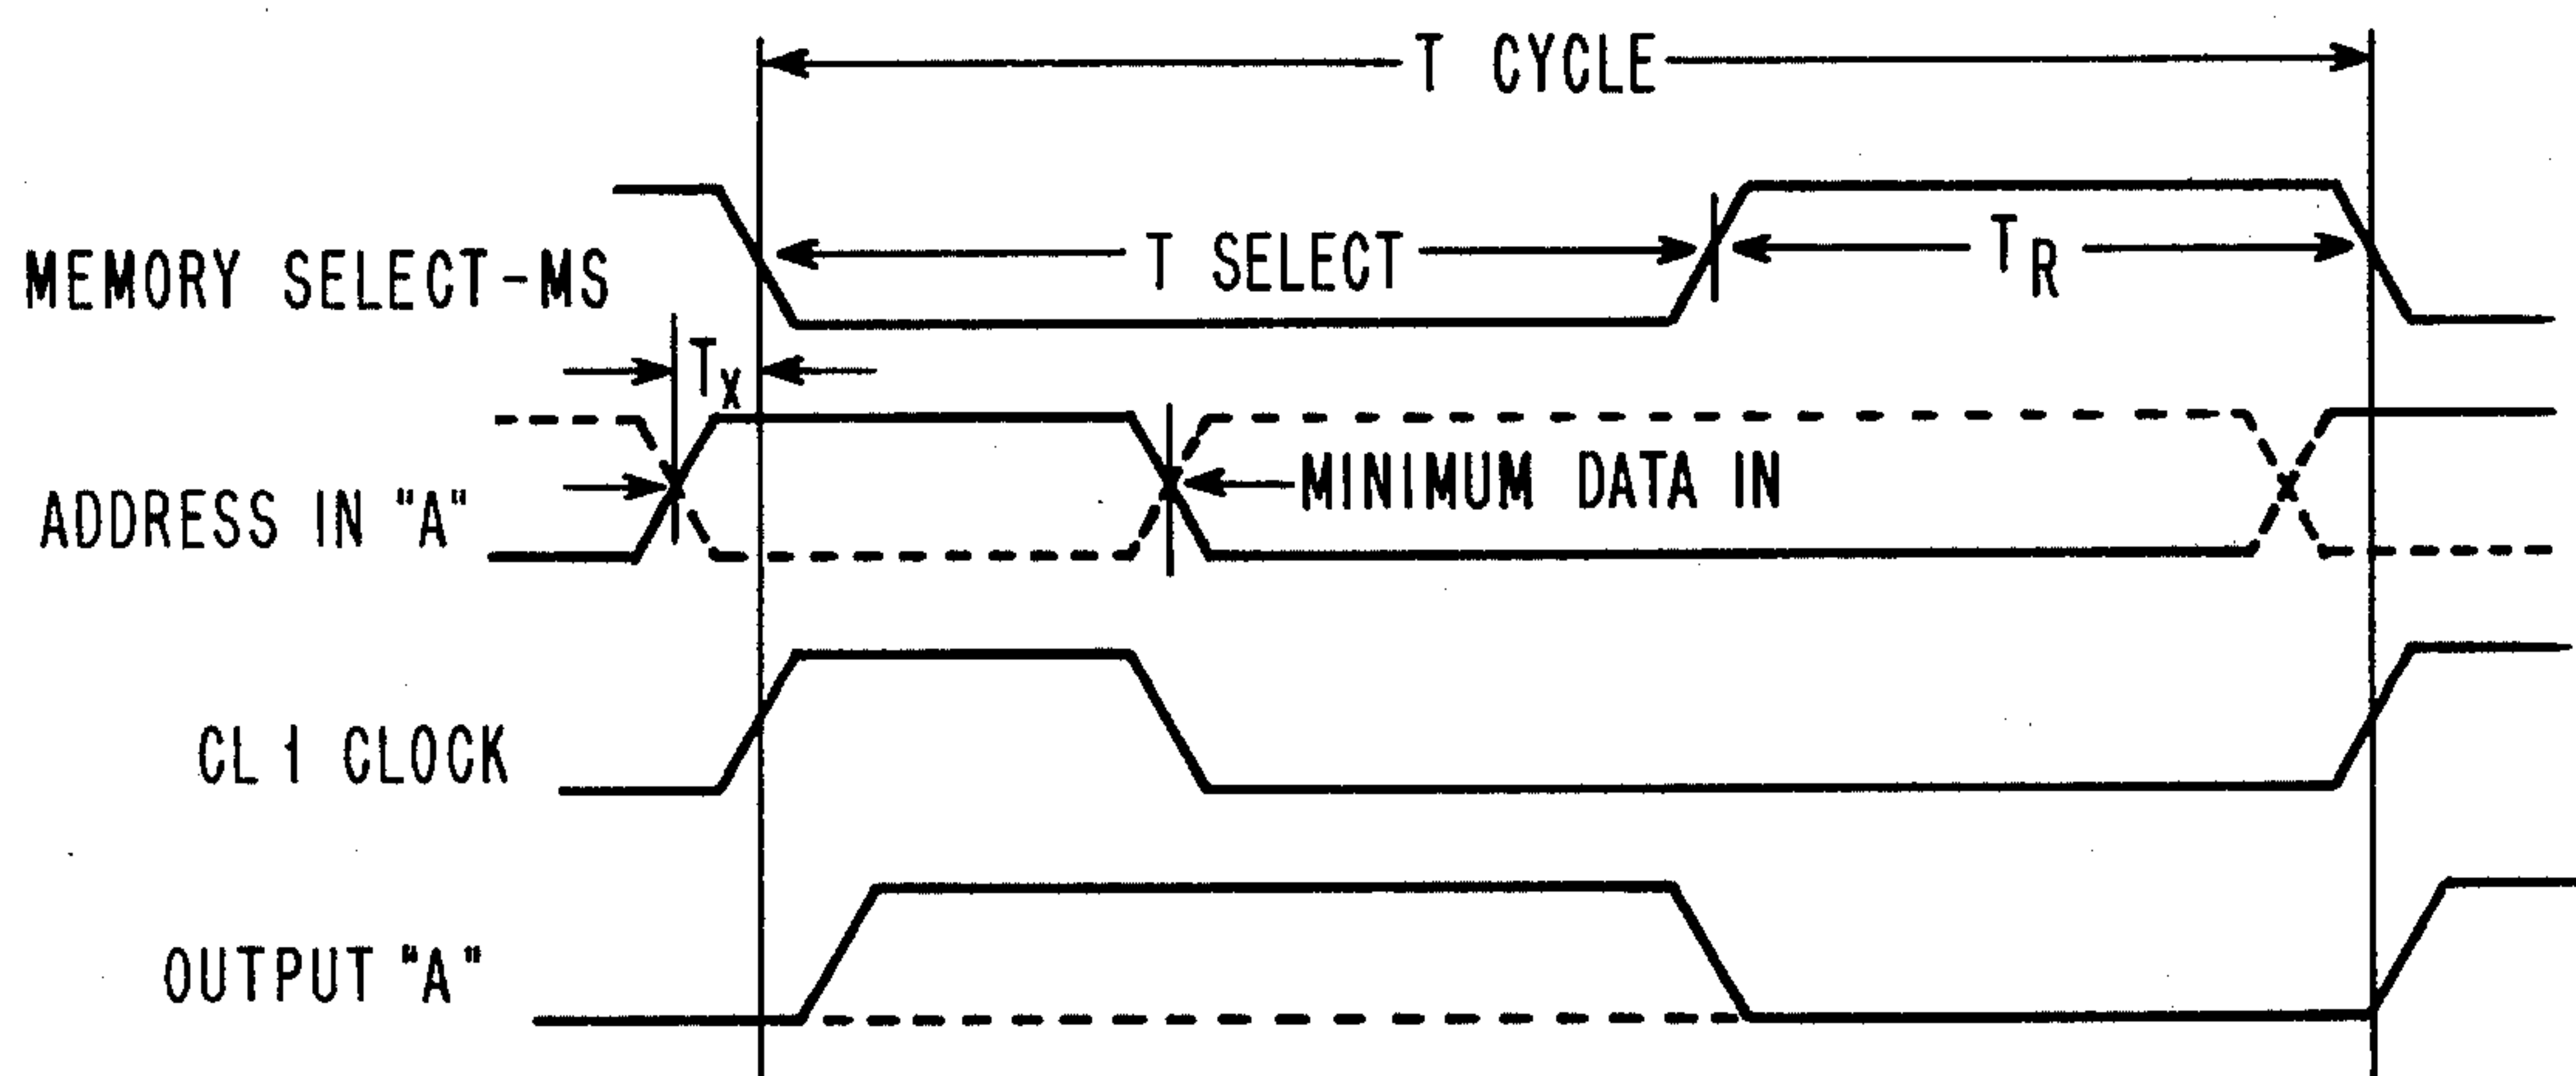 T CYCLE
MEMORY SELECT-MS
T SELECT
TR
TX
ADDRESS IN "A"
MINIMUM DATA IN
CL 1 CLOCK
OUTPUT "A"